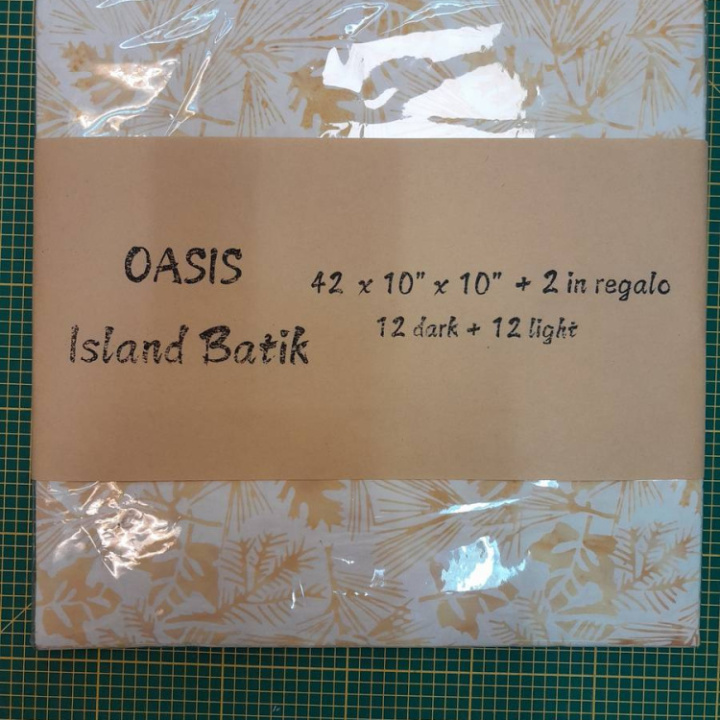 OASIS
Island Batik
42 x 10" x 10" + 2 in regalo
12 dark + 12 light